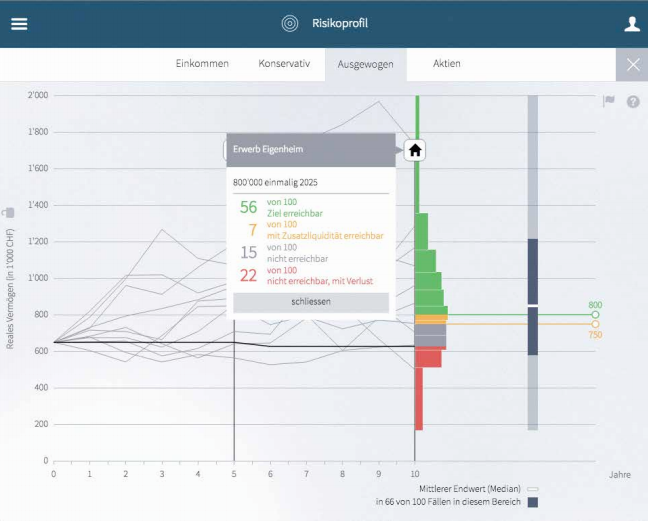 Risikoprofil
Einkommen
Konservativ
Ausgewogen
Aktien
2'000
1'800
1'600
1'400
1'200
1'000
800
600
400
200
0
Reales Vermögen (in 1'000 CHF)
Erwerb Eigenheim
800'000 einmalig 2025
56 von 100
Ziel erreichbar
7 von 100
mit Zusatzliquidität erreichbar
15 von 100
nicht erreichbar
22 von 100
nicht erreichbar, mit Verlust
schliessen
800
750
0 1 2 3 4 5 6 7 8 9 10
Jahre
Mittlerer Endwert (Median)
in 66 von 100 Fällen in diesem Bereich